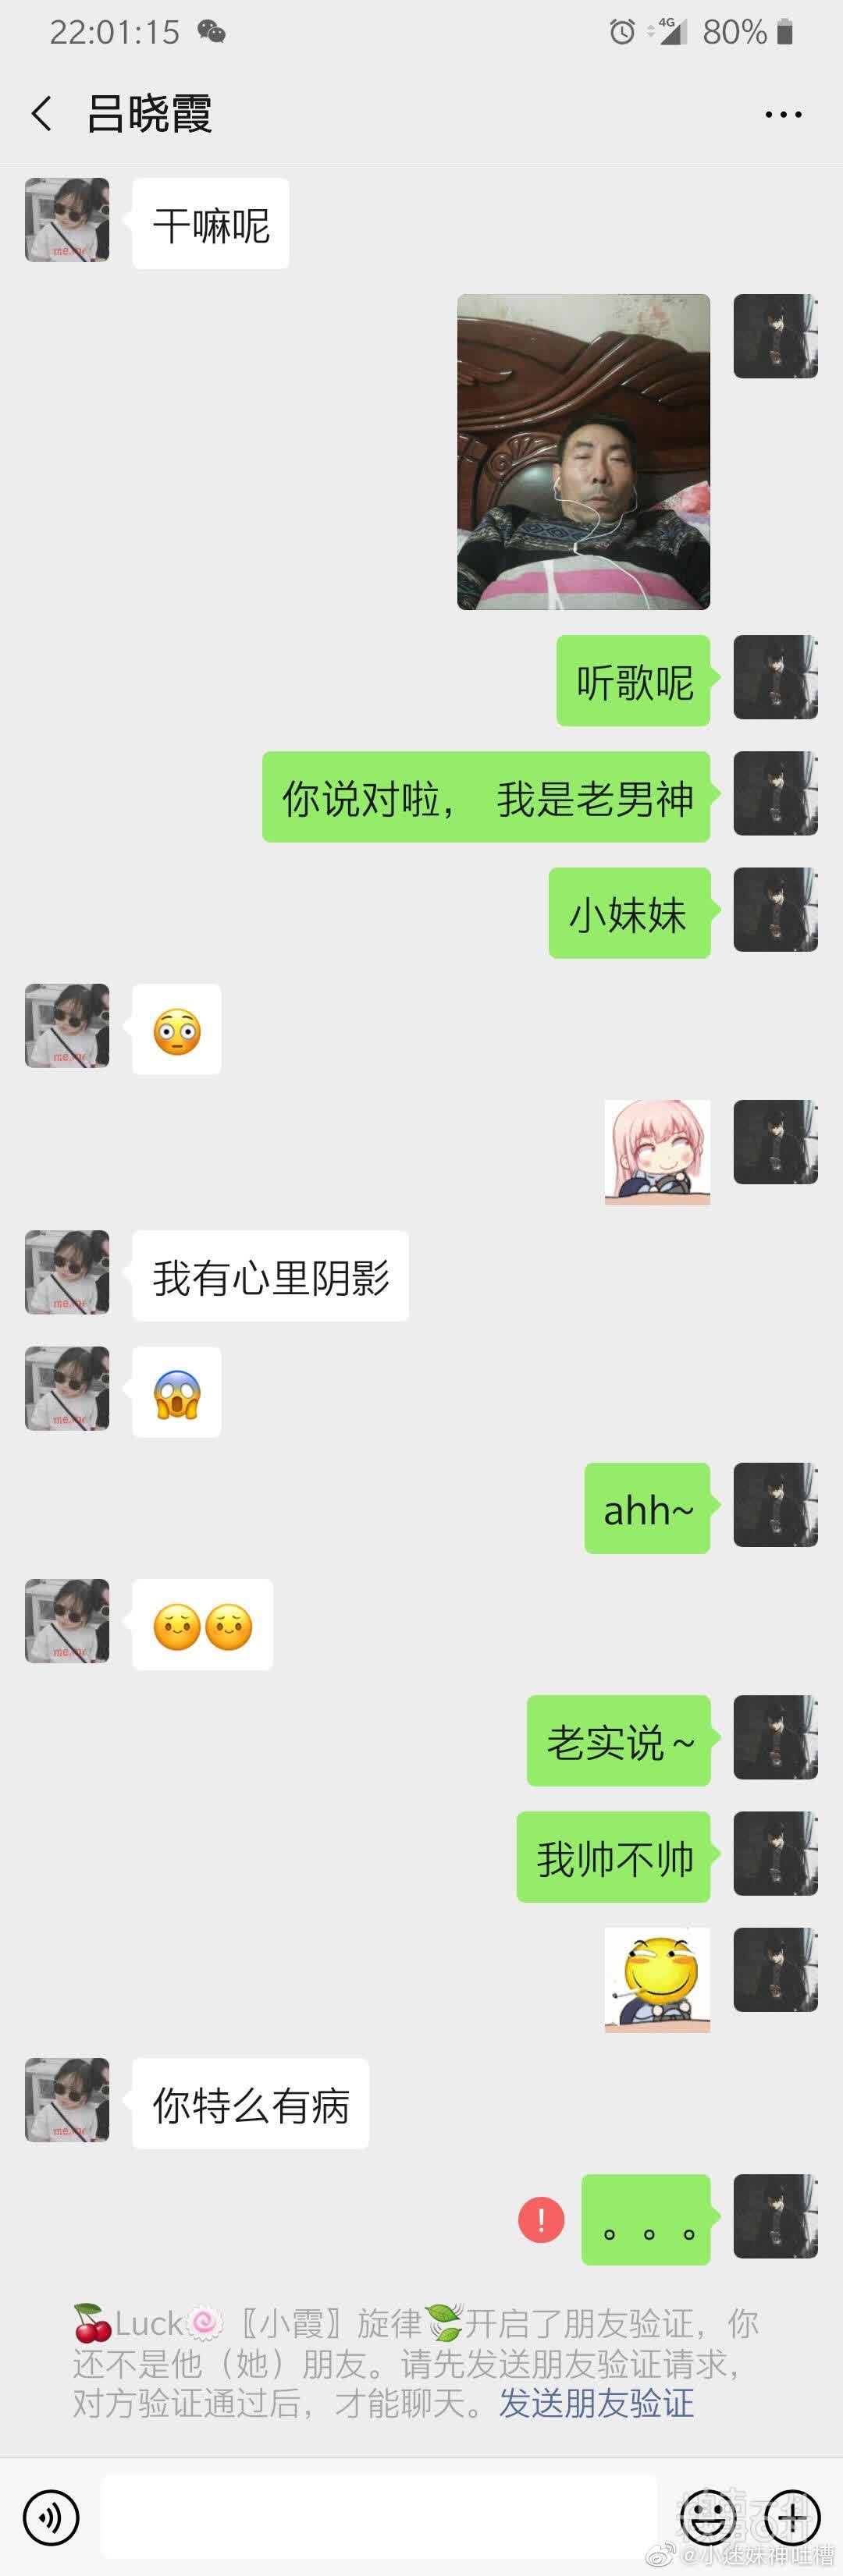 22:01:15 4G 80%
吕晓霞
干嘛呢
听歌呢
你说对啦， 我是老男神
小妹妹
我有心里阴影
ahh~
老实说～
我帅不帅
你特么有病
!
。。。
🍒Luck🍥〖小霞〗旋律🍃开启了朋友验证，你
还不是他（她）朋友。请先发送朋友验证请求，
对方验证通过后，才能聊天。发送朋友验证
@小迷妹神吐槽